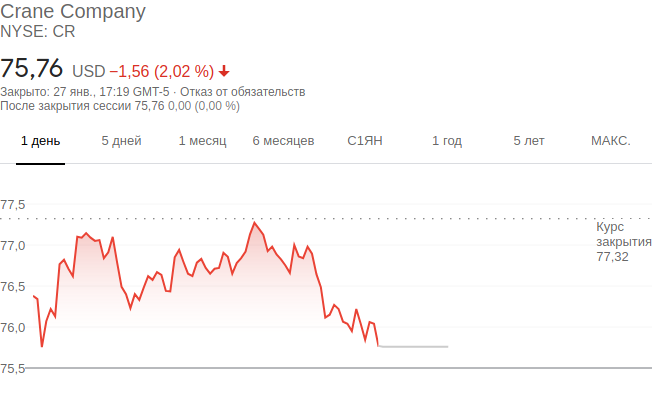 Crane Company
NYSE: CR
75,76 USD −1,56 (2,02 %)
Закрыто: 27 янв., 17:19 GMT-5 · Отказ от обязательств
После закрытия сессии 75,76 0,00 (0,00 %)
1 день 5 дней 1 месяц 6 месяцев С1ЯН 1 год 5 лет МАКС.
77,5
77,0
76,5
76,0
75,5
Курс
закрытия
77,32